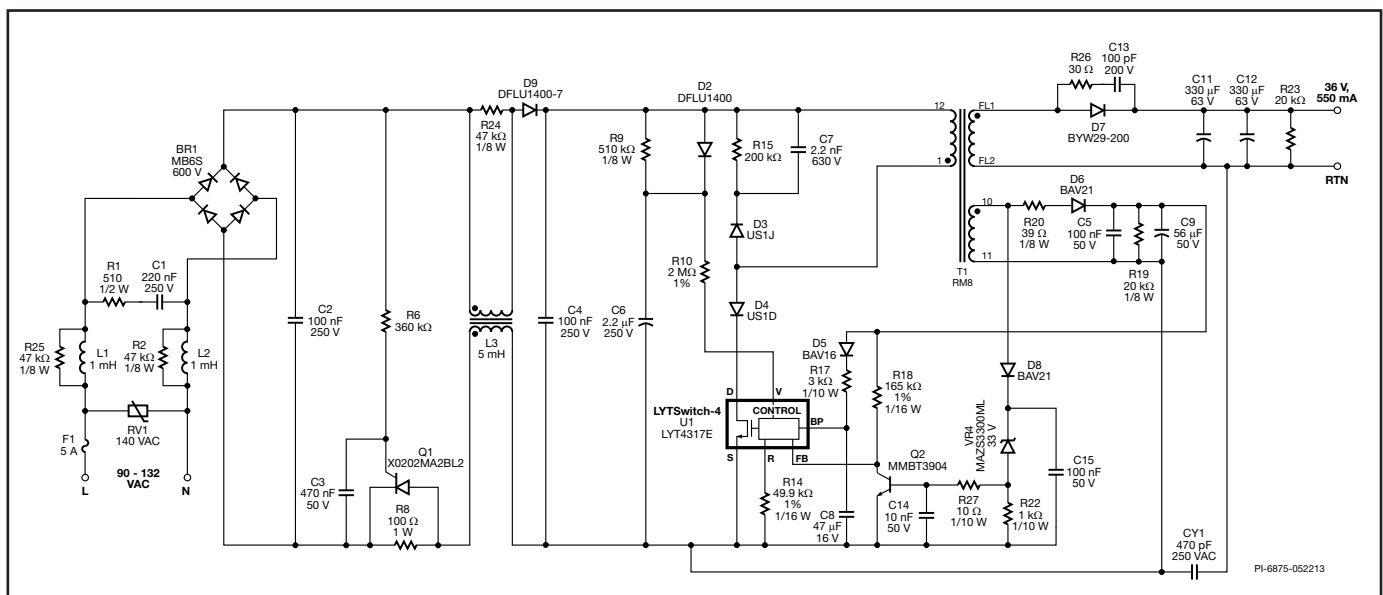 D9
DFLU1400-7
R24
47 kΩ
1/8 W
BR1
MB6S
600 V
R1
510
1/2 W
C1
220 nF
250 V
R25
47 kΩ
1/8 W
L1
1 mH
R2
47 kΩ
1/8 W
L2
1 mH
RV1
140 VAC
F1
5 A
90 - 132
VAC
L
N
C2
100 nF
250 V
R6
360 kΩ
C3
470 nF
50 V
Q1
X0202MA2BL2
R8
100 Ω
1 W
L3
5 mH
C4
100 nF
250 V
R9
510 kΩ
1/8 W
D2
DFLU1400
R15
200 kΩ
C7
2.2 nF
630 V
D3
US1J
R10
2 MΩ
1%
D4
US1D
C6
2.2 µF
250 V
LYTSwitch-4
U1
LYT4317E
CONTROL
D
V
BP
S
R
FB
R14
49.9 kΩ
1%
1/16 W
D5
BAV16
R17
3 kΩ
1/10 W
R18
165 kΩ
1%
1/16 W
C8
47 µF
16 V
Q2
MMBT3904
C14
10 nF
50 V
R27
10 Ω
1/10 W
R22
1 kΩ
1/10 W
VR4
MAZS3300ML
33 V
D8
BAV21
C15
100 nF
50 V
12
1
FL1
FL2
10
11
T1
RM8
R26
30 Ω
C13
100 pF
200 V
D7
BYW29-200
C11
330 µF
63 V
C12
330 µF
63 V
R23
20 kΩ
36 V,
550 mA
RTN
D6
BAV21
R20
39 Ω
1/8 W
C5
100 nF
50 V
R19
20 kΩ
1/8 W
C9
56 µF
50 V
CY1
470 pF
250 VAC
PI-6875-052213